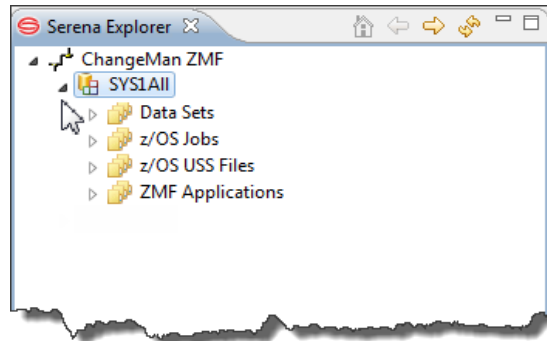 Serena Explorer
ChangeMan ZMF
SYS1All
Data Sets
z/OS Jobs
z/OS USS Files
ZMF Applications